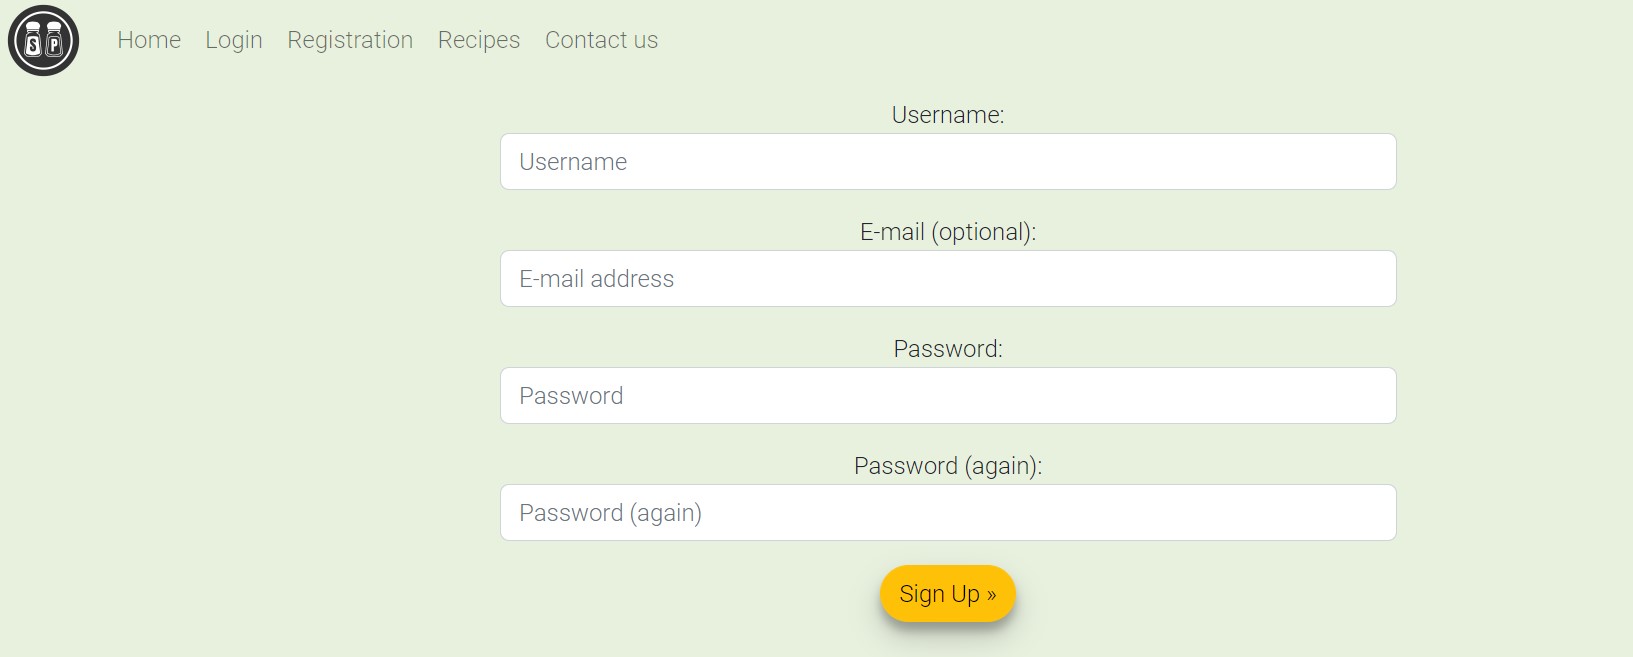 S P Home Login Registration Recipes Contact us
Username:
Username
E-mail (optional):
E-mail address
Password:
Password
Password (again):
Password (again)
Sign Up »